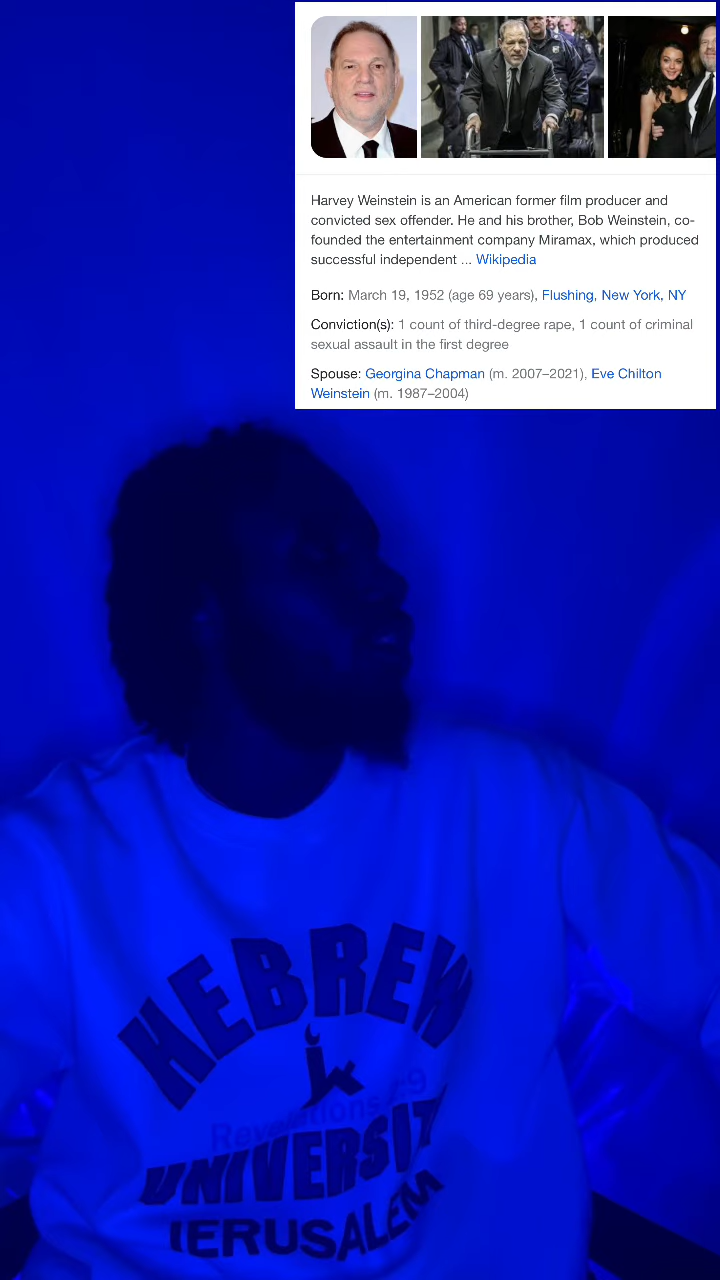 Harvey Weinstein is an American former film producer and
convicted sex offender. He and his brother, Bob Weinstein, co-
founded the entertainment company Miramax, which produced
successful independent ... Wikipedia
Born: March 19, 1952 (age 69 years), Flushing, New York, NY
Conviction(s): 1 count of third-degree rape, 1 count of criminal
sexual assault in the first degree
Spouse: Georgina Chapman (m. 2007–2021), Eve Chilton
Weinstein (m. 1987–2004)
HEBREW
Revelations
UNIVERSITY
JERUSALEM